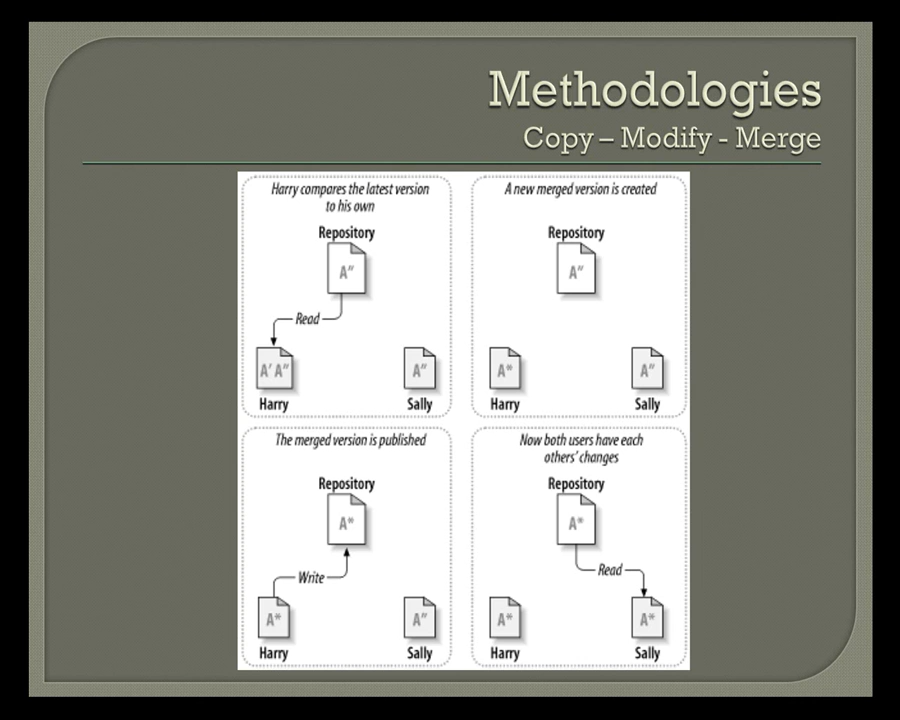 Methodologies
Copy – Modify - Merge
Harry compares the latest version
to his own
Repository
A"
Read
A' A"
A"
Harry
Sally
A new merged version is created
Repository
A"
A*
A"
Harry
Sally
The merged version is published
Repository
A*
Write
A*
A"
Harry
Sally
Now both users have each
others' changes
Repository
A*
Read
A*
A*
Harry
Sally